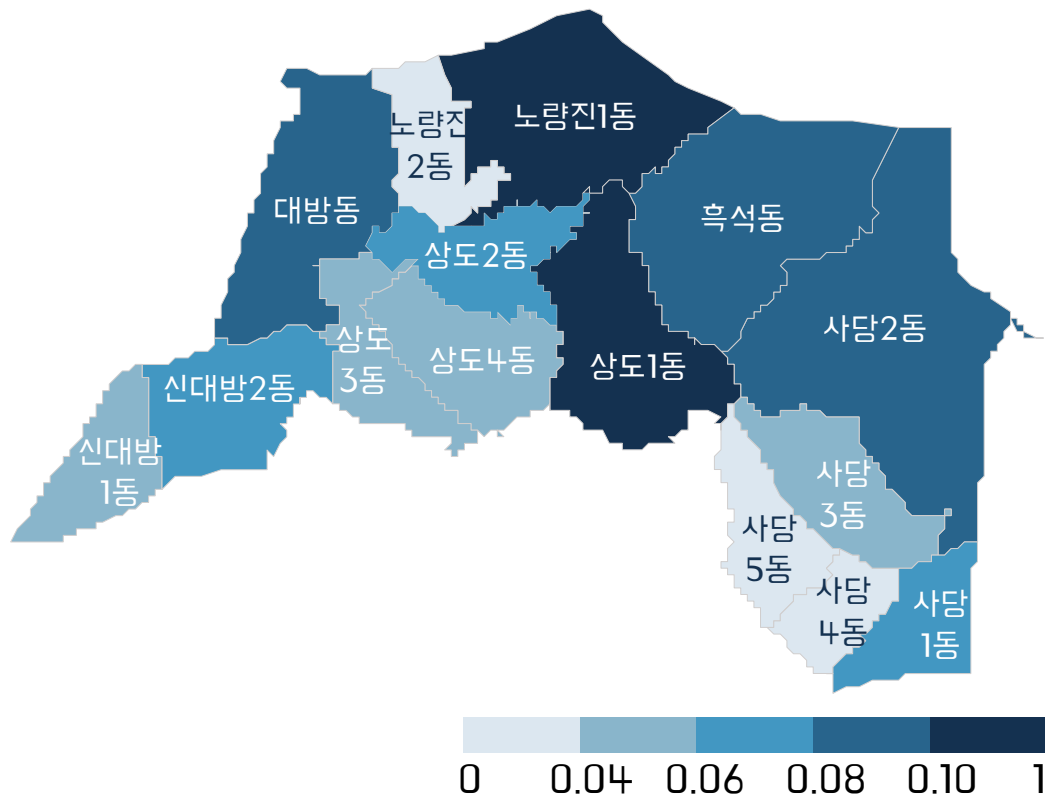 노량진1동
노량진
2동
대방동
흑석동
상도2동
사당2동
상도
3동
상도4동
상도1동
신대방2동
신대방
1동
사당
3동
사당
5동
사당
4동
사당
1동
0 0.04 0.06 0.08 0.10 1